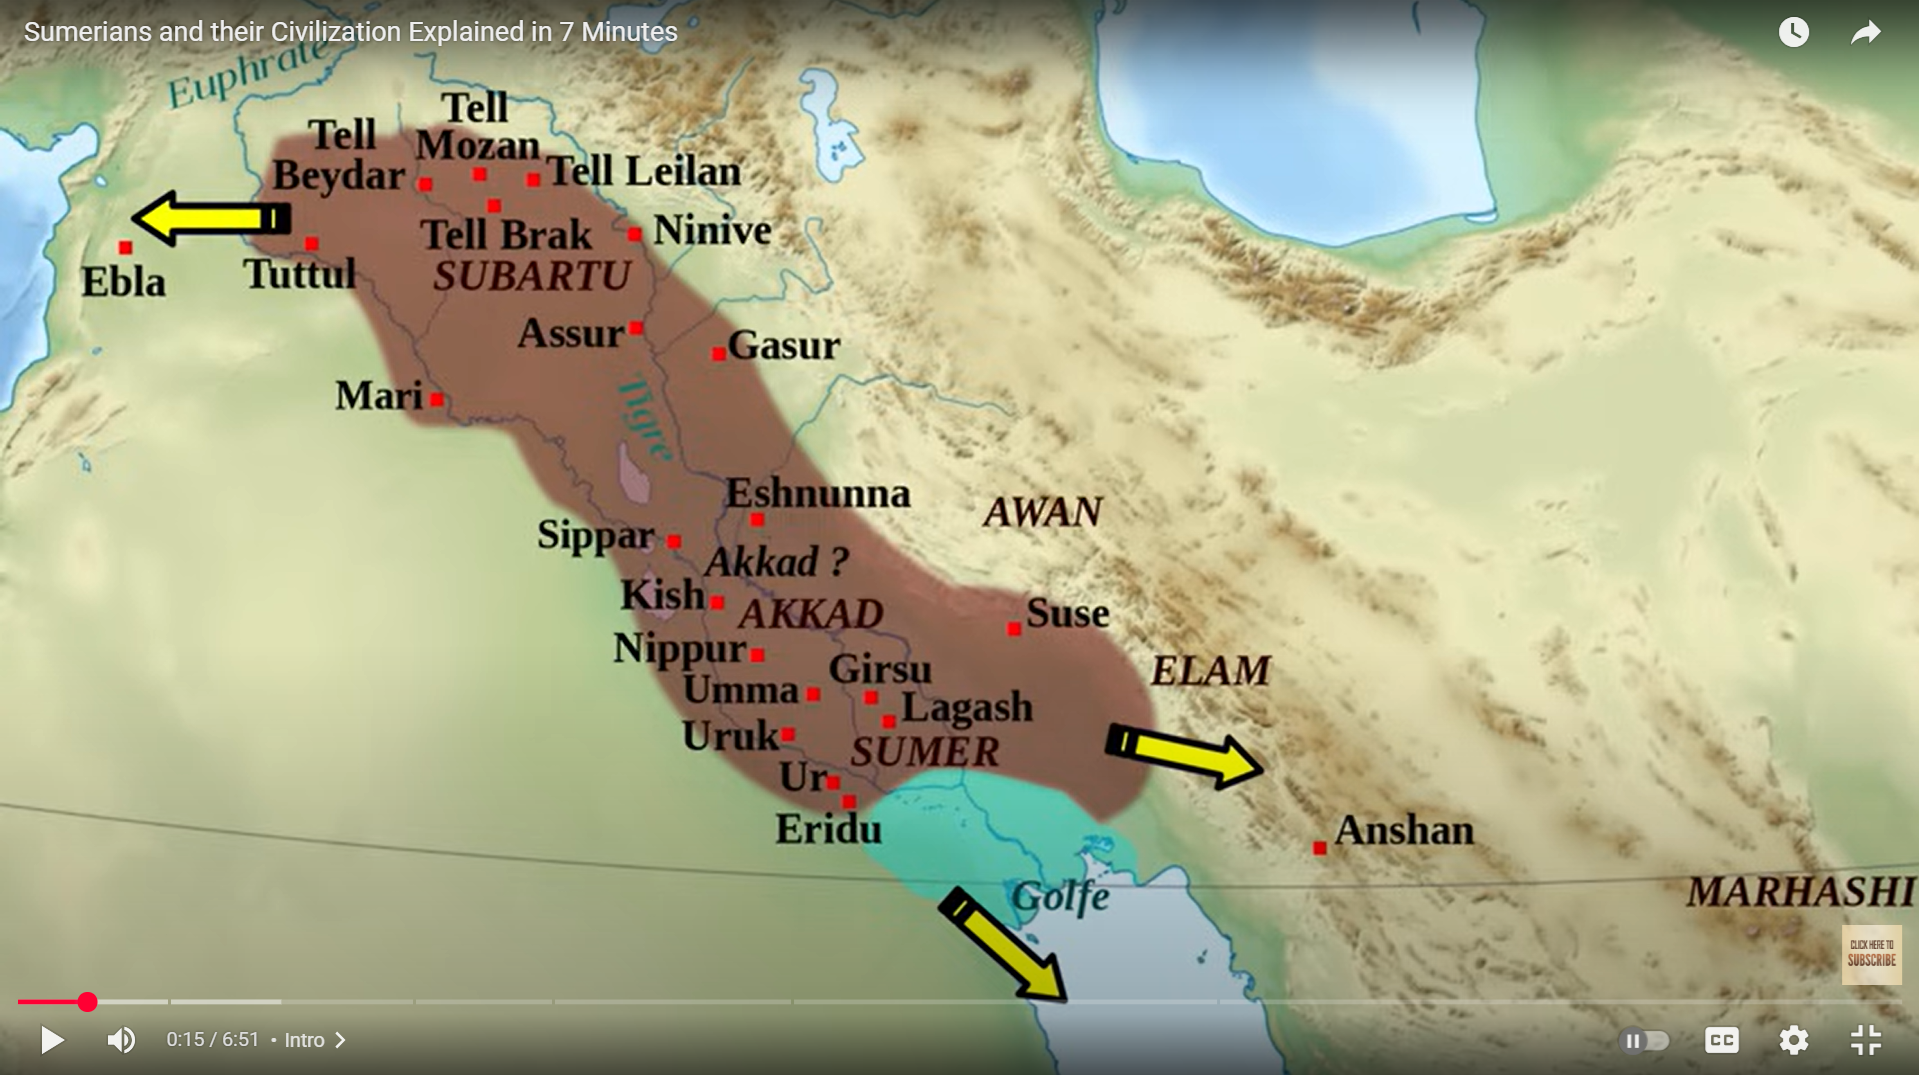 Sumerians and their Civilization Explained in 7 Minutes
Euphrate
Tell
Mozan
Tell
Beydar
Tell Leilan
Tell Brak
Ninive
SUBARTU
Ebla
Tuttul
Assur
Gasur
Mari
Tigre
Eshnunna
AWAN
Sippar
Akkad ?
Kish
AKKAD
Suse
Nippur
Girsu
ELAM
Umma
Lagash
Uruk
SUMER
Ur
Eridu
Anshan
Golfe
MARHASHI
CLICK HERE TO
SUBSCRIBE
0:15 / 6:51 • Intro
CC